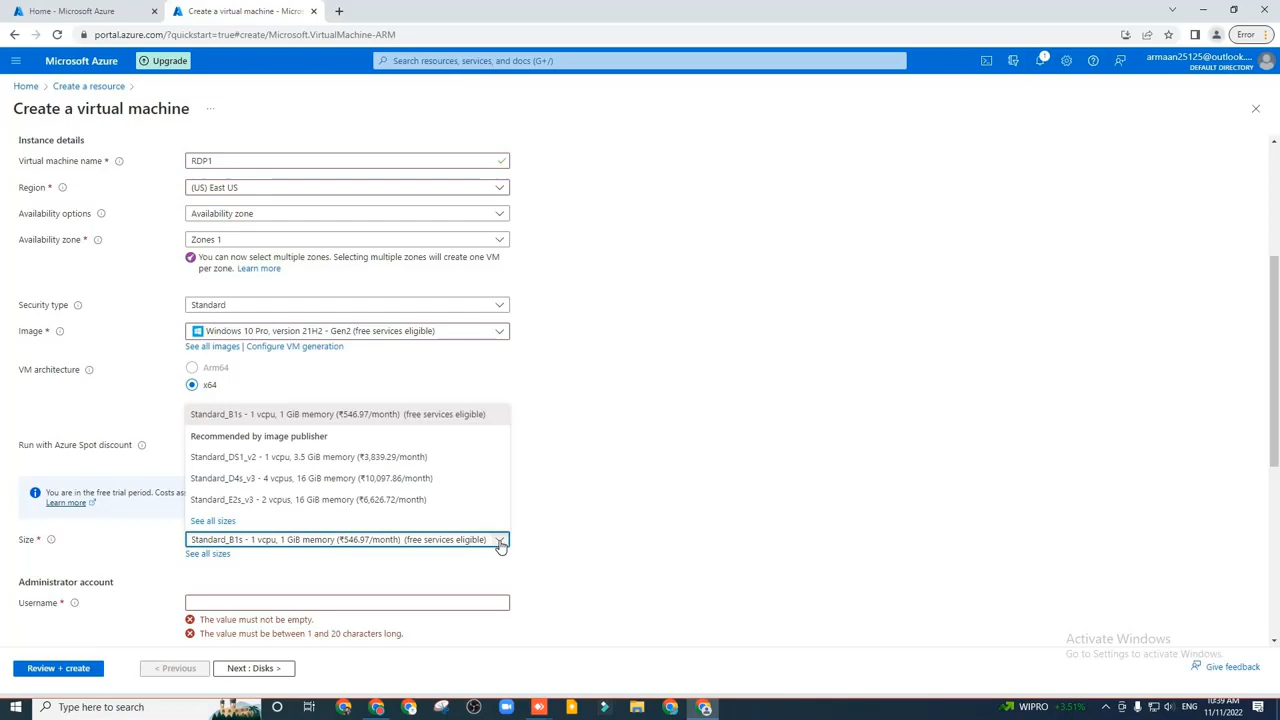 Home - Microsoft Azure
Create a virtual machine - Micros
portal.azure.com/?quickstart=true#create/Microsoft.VirtualMachine-ARM
Error
Microsoft Azure
Upgrade
Search resources, services, and docs (G+/)
1
armaan25125@outlook....
DEFAULT DIRECTORY
Home > Create a resource >
Create a virtual machine ...
Instance details
Virtual machine name *
RDP1
Region *
(US) East US
Availability options
Availability zone
Availability zone *
Zones 1
You can now select multiple zones. Selecting multiple zones will create one VM
per zone. Learn more
Security type
Standard
Image *
Windows 10 Pro, version 21H2 - Gen2 (free services eligible)
See all images | Configure VM generation
VM architecture
Arm64
x64
Standard_B1s - 1 vcpu, 1 GiB memory (₹546.97/month) (free services eligible)
Recommended by image publisher
Run with Azure Spot discount
Standard_DS1_v2 - 1 vcpu, 3.5 GiB memory (₹3,839.29/month)
Standard_D4s_v3 - 4 vcpus, 16 GiB memory (₹10,097.86/month)
You are in the free trial period. Costs as
Learn more
Standard_E2s_v3 - 2 vcpus, 16 GiB memory (₹6,626.72/month)
See all sizes
Size *
Standard_B1s - 1 vcpu, 1 GiB memory (₹546.97/month) (free services eligible)
See all sizes
Administrator account
Username *
The value must not be empty.
The value must be between 1 and 20 characters long.
Activate Windows
Go to Settings to activate Windows.
Review + create
< Previous
Next : Disks >
Give feedback
Type here to search
WIPRO +3.51%
ENG
10:39 AM
11/11/2022